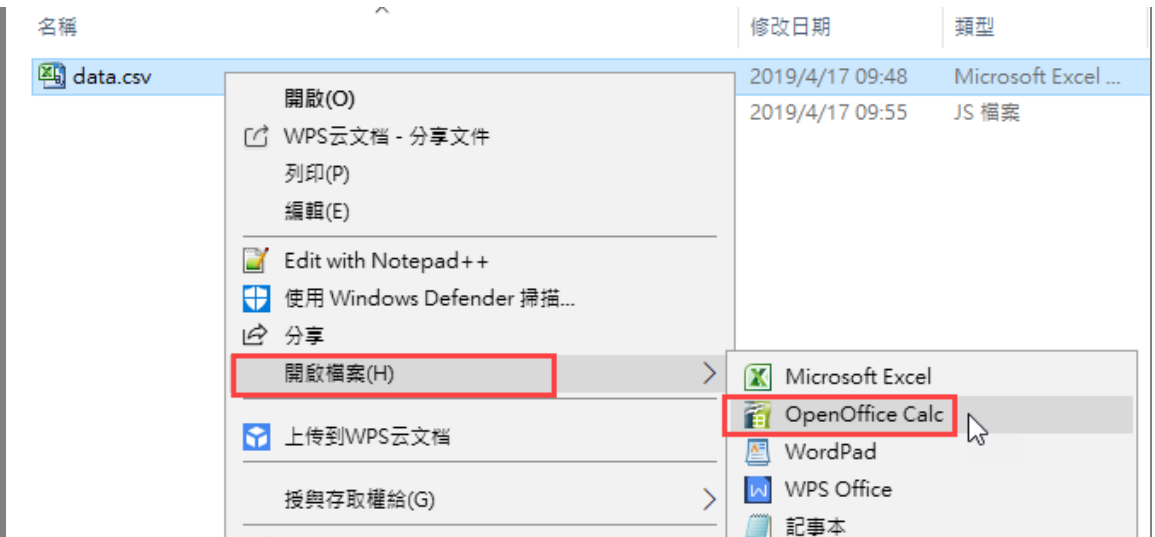 名稱 修改日期 類型
data.csv 2019/4/17 09:48 Microsoft Excel ...
2019/4/17 09:55 JS 檔案
開啟(O)
WPS云文档 - 分享文件
列印(P)
編輯(E)
Edit with Notepad++
使用 Windows Defender 掃描...
分享
開啟檔案(H)
上传到WPS云文档
授與存取權給(G)
Microsoft Excel
OpenOffice Calc
WordPad
WPS Office
記事本